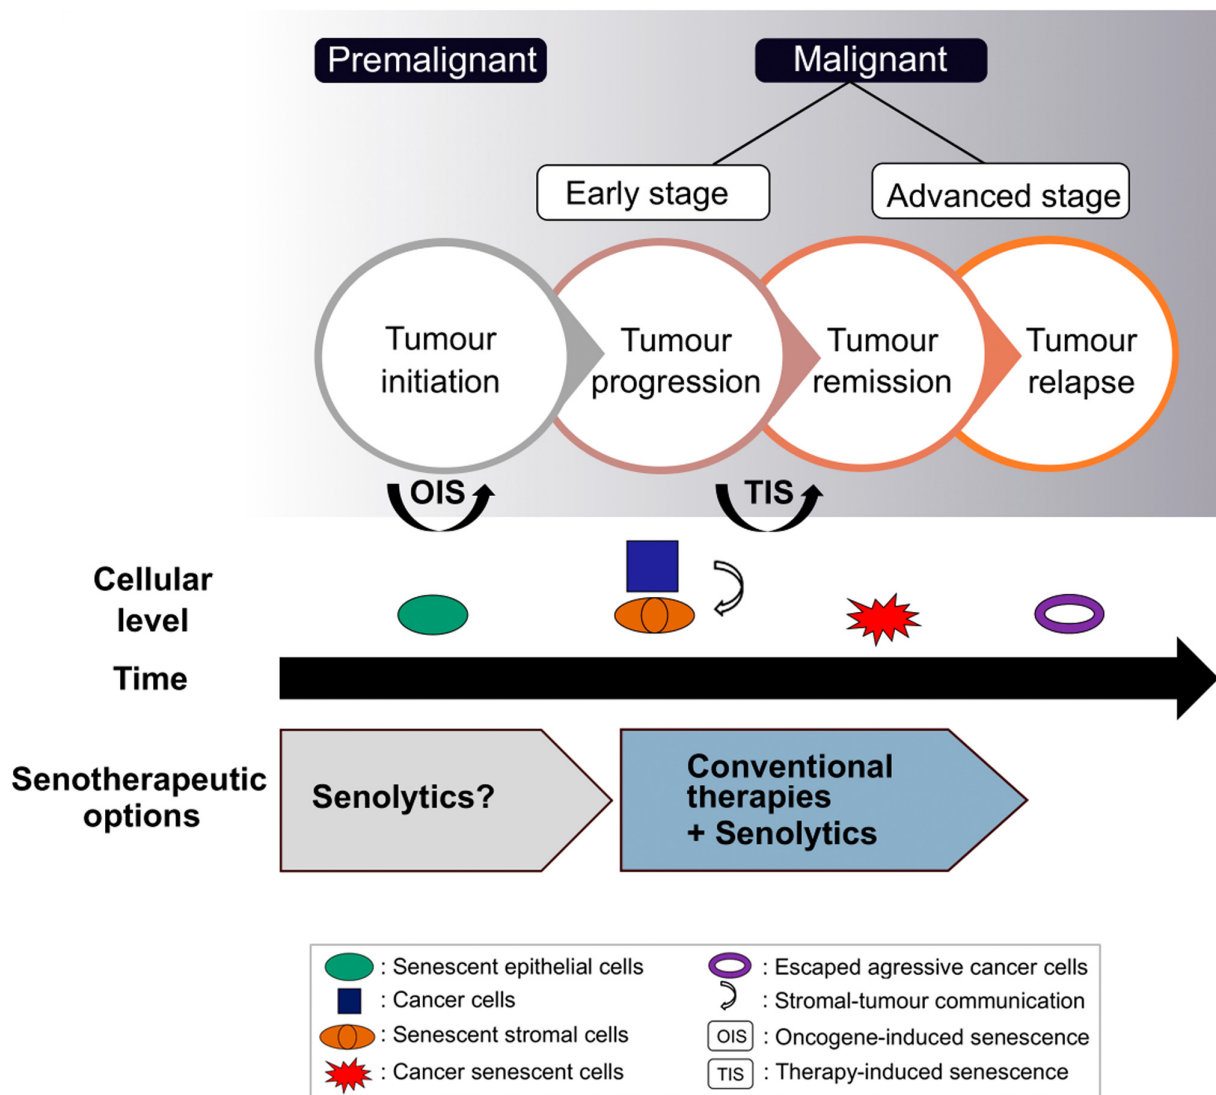 Premalignant
Malignant
Early stage
Advanced stage
Tumour
initiation
Tumour
progression
Tumour
remission
Tumour
relapse
OIS
TIS
Cellular
level
Time
Senotherapeutic
options
Senolytics?
Conventional
therapies
+ Senolytics
: Senescent epithelial cells
: Cancer cells
: Senescent stromal cells
: Cancer senescent cells
: Escaped agressive cancer cells
: Stromal-tumour communication
OIS : Oncogene-induced senescence
TIS : Therapy-induced senescence